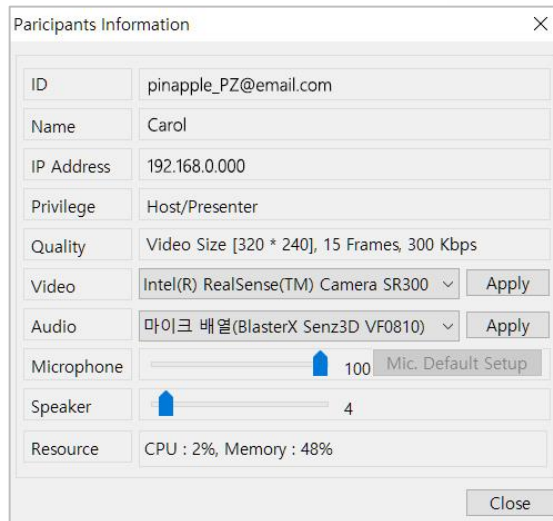 Paricipants Information
ID pinapple_PZ@email.com
Name Carol
IP Address 192.168.0.000
Privilege Host/Presenter
Quality Video Size [320 * 240], 15 Frames, 300 Kbps
Video Intel(R) RealSense(TM) Camera SR300 Apply
Audio 마이크 배열(BlasterX Senz3D VF0810) Apply
Microphone 100 Mic. Default Setup
Speaker 4
Resource CPU : 2%, Memory : 48%
Close